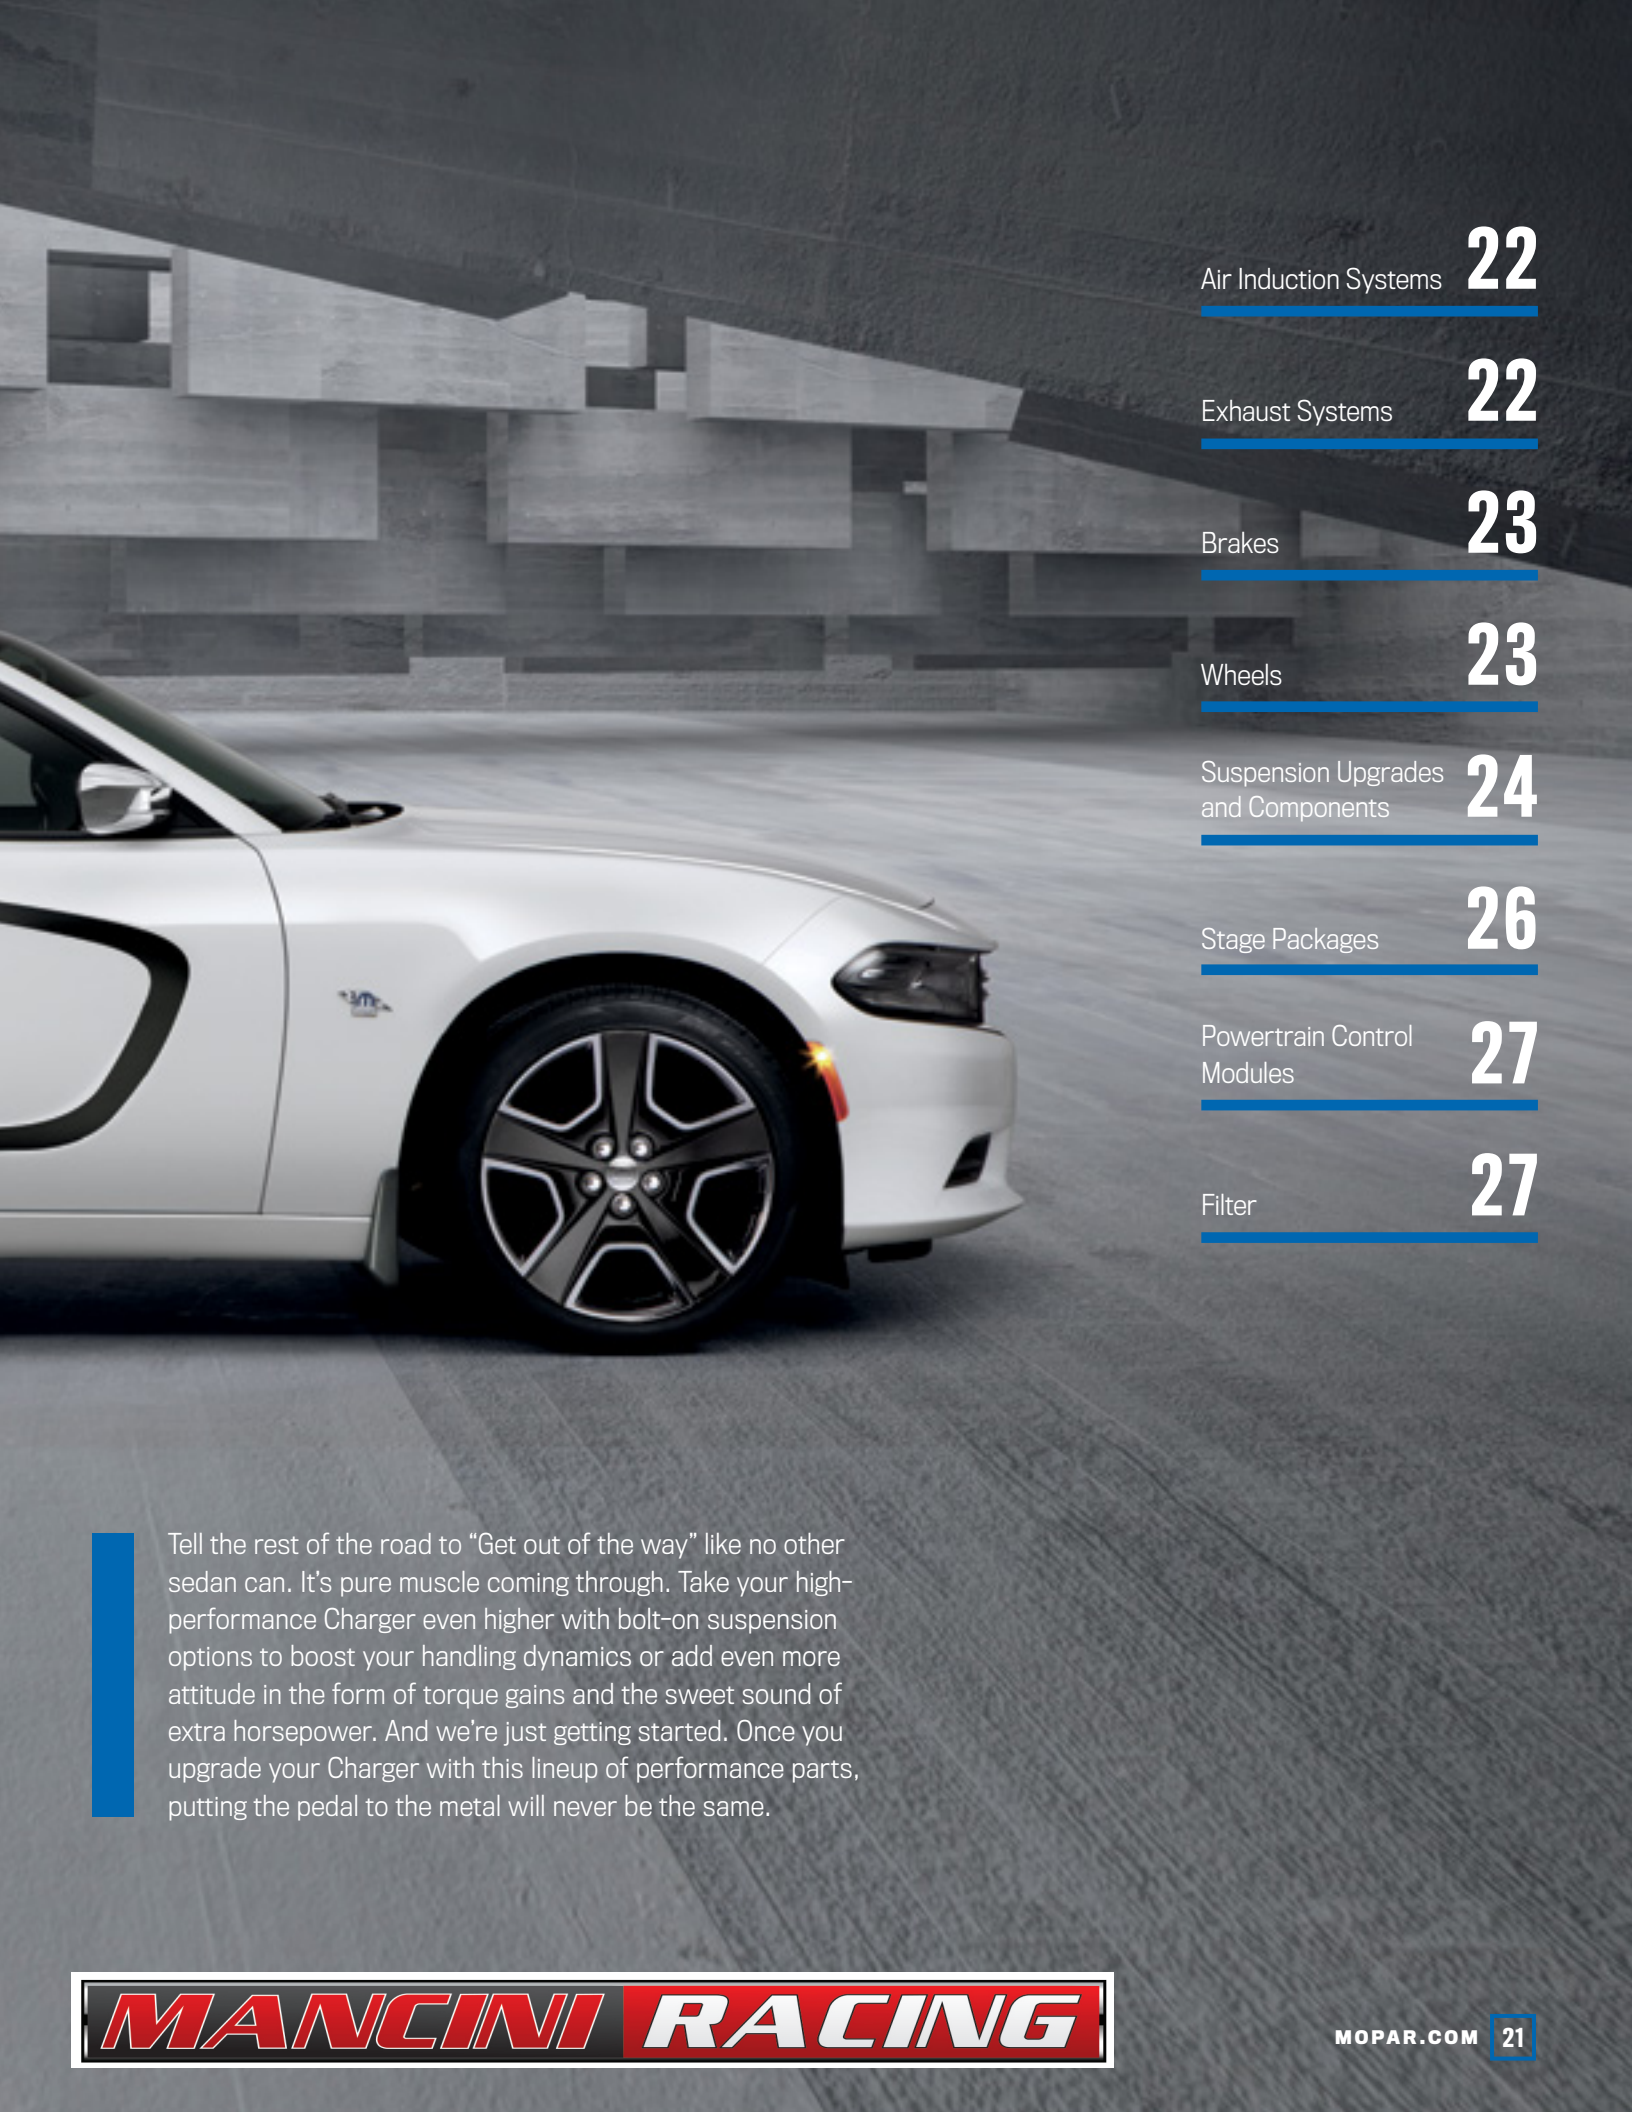 Air Induction Systems 22
Exhaust Systems 22
Brakes 23
Wheels 23
Suspension Upgrades
and Components 24
Stage Packages 26
Powertrain Control
Modules 27
Filter 27
Tell the rest of the road to “Get out of the way” like no other
sedan can. It’s pure muscle coming through. Take your high-
performance Charger even higher with bolt-on suspension
options to boost your handling dynamics or add even more
attitude in the form of torque gains and the sweet sound of
extra horsepower. And we’re just getting started. Once you
upgrade your Charger with this lineup of performance parts,
putting the pedal to the metal will never be the same.
MANCINI RACING
MOPAR.COM 21